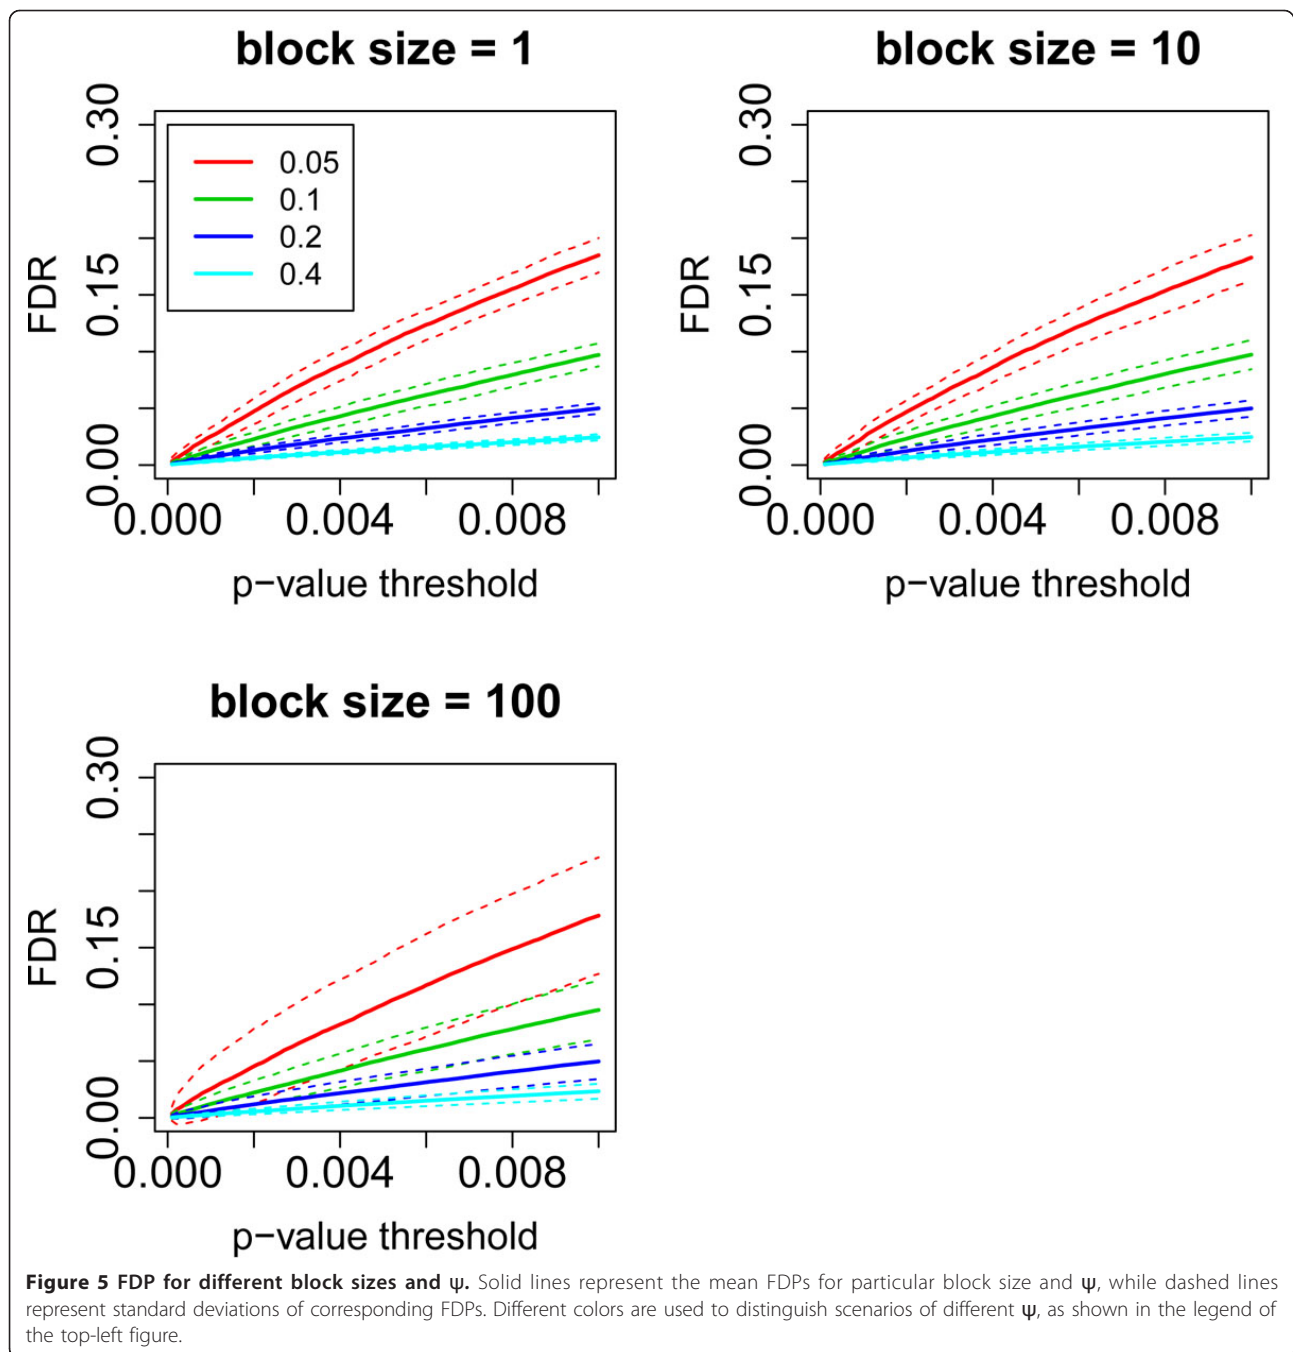 block size = 1
0.30
0.15
0.00
FDR
0.05
0.1
0.2
0.4
0.000 0.004 0.008
p−value threshold
block size = 10
0.30
0.15
0.00
FDR
0.000 0.004 0.008
p−value threshold
block size = 100
0.30
0.15
0.00
FDR
0.000 0.004 0.008
p−value threshold
Figure 5 FDP for different block sizes and ψ. Solid lines represent the mean FDPs for particular block size and ψ, while dashed lines
represent standard deviations of corresponding FDPs. Different colors are used to distinguish scenarios of different ψ, as shown in the legend of
the top-left figure.